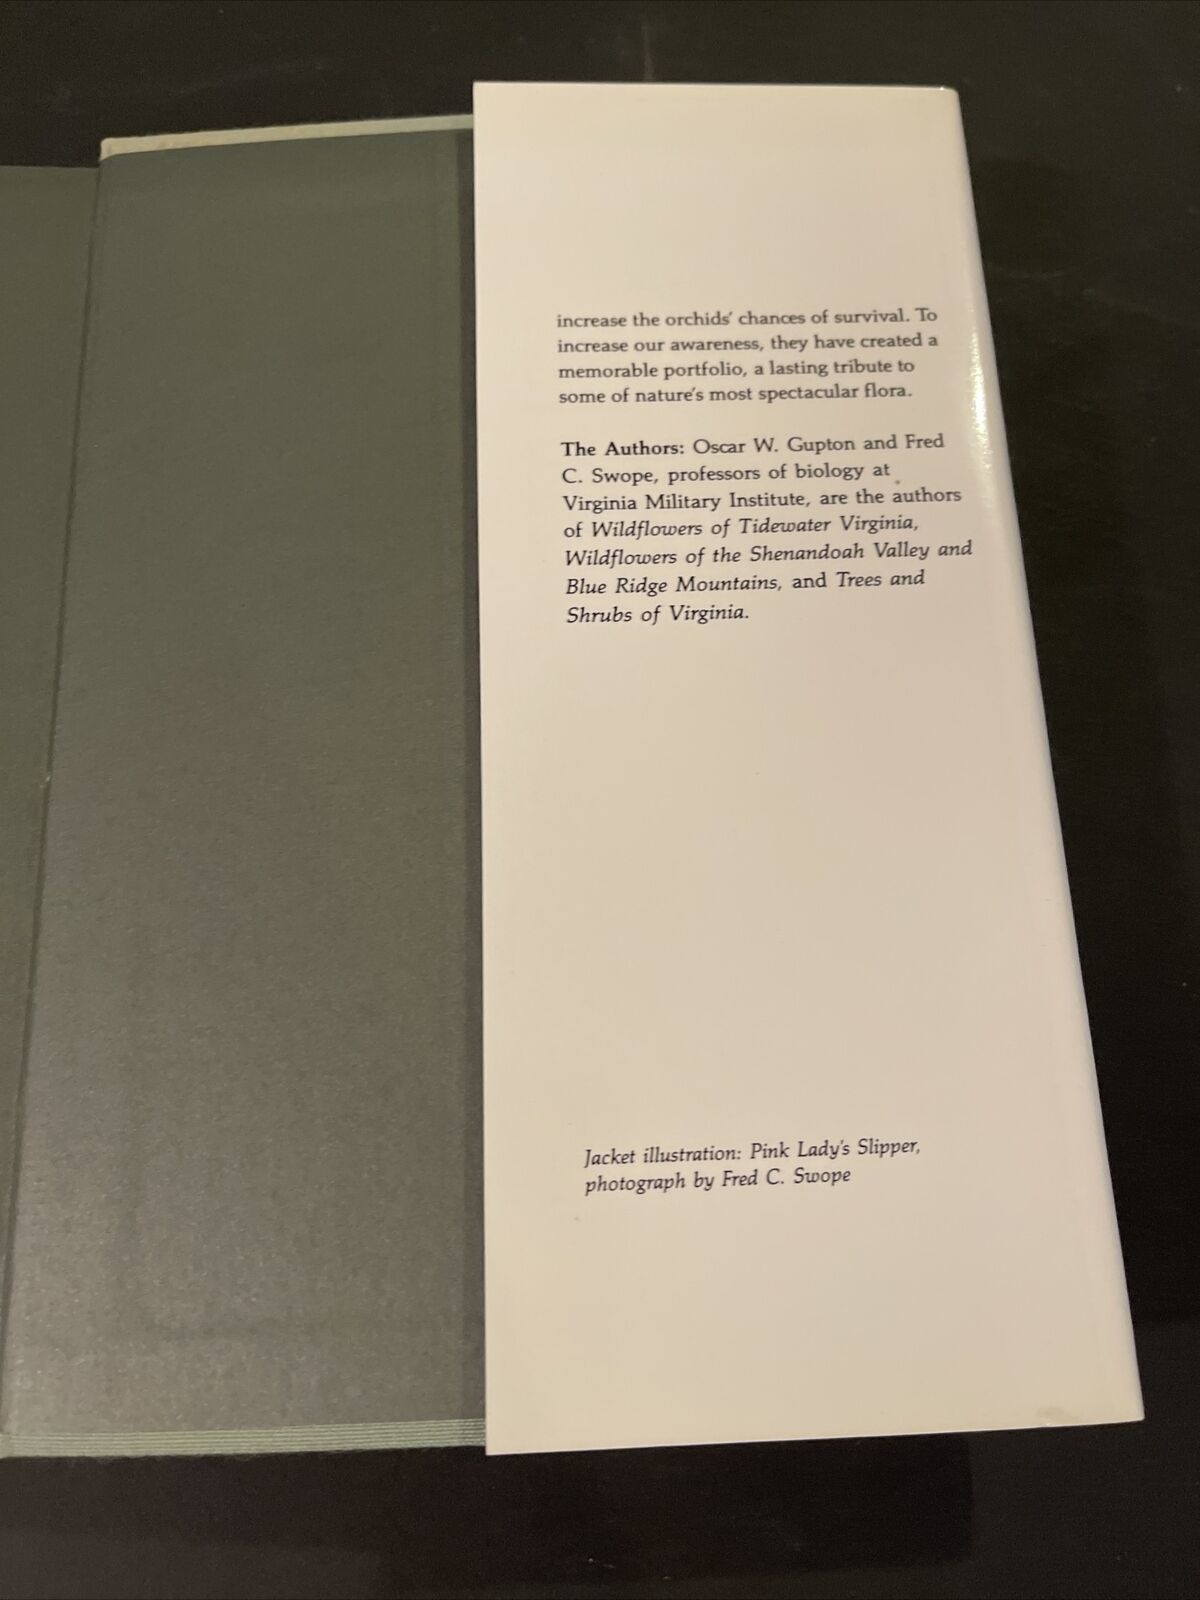 increase the orchids' chances of survival. To
increase our awareness, they have created a
memorable portfolio, a lasting tribute to
some of nature's most spectacular flora.
The Authors: Oscar W. Gupton and Fred
C. Swope, professors of biology at
Virginia Military Institute, are the authors
of Wildflowers of Tidewater Virginia,
Wildflowers of the Shenandoah Valley and
Blue Ridge Mountains, and Trees and
Shrubs of Virginia.
Jacket illustration: Pink Lady's Slipper,
photograph by Fred C. Swope